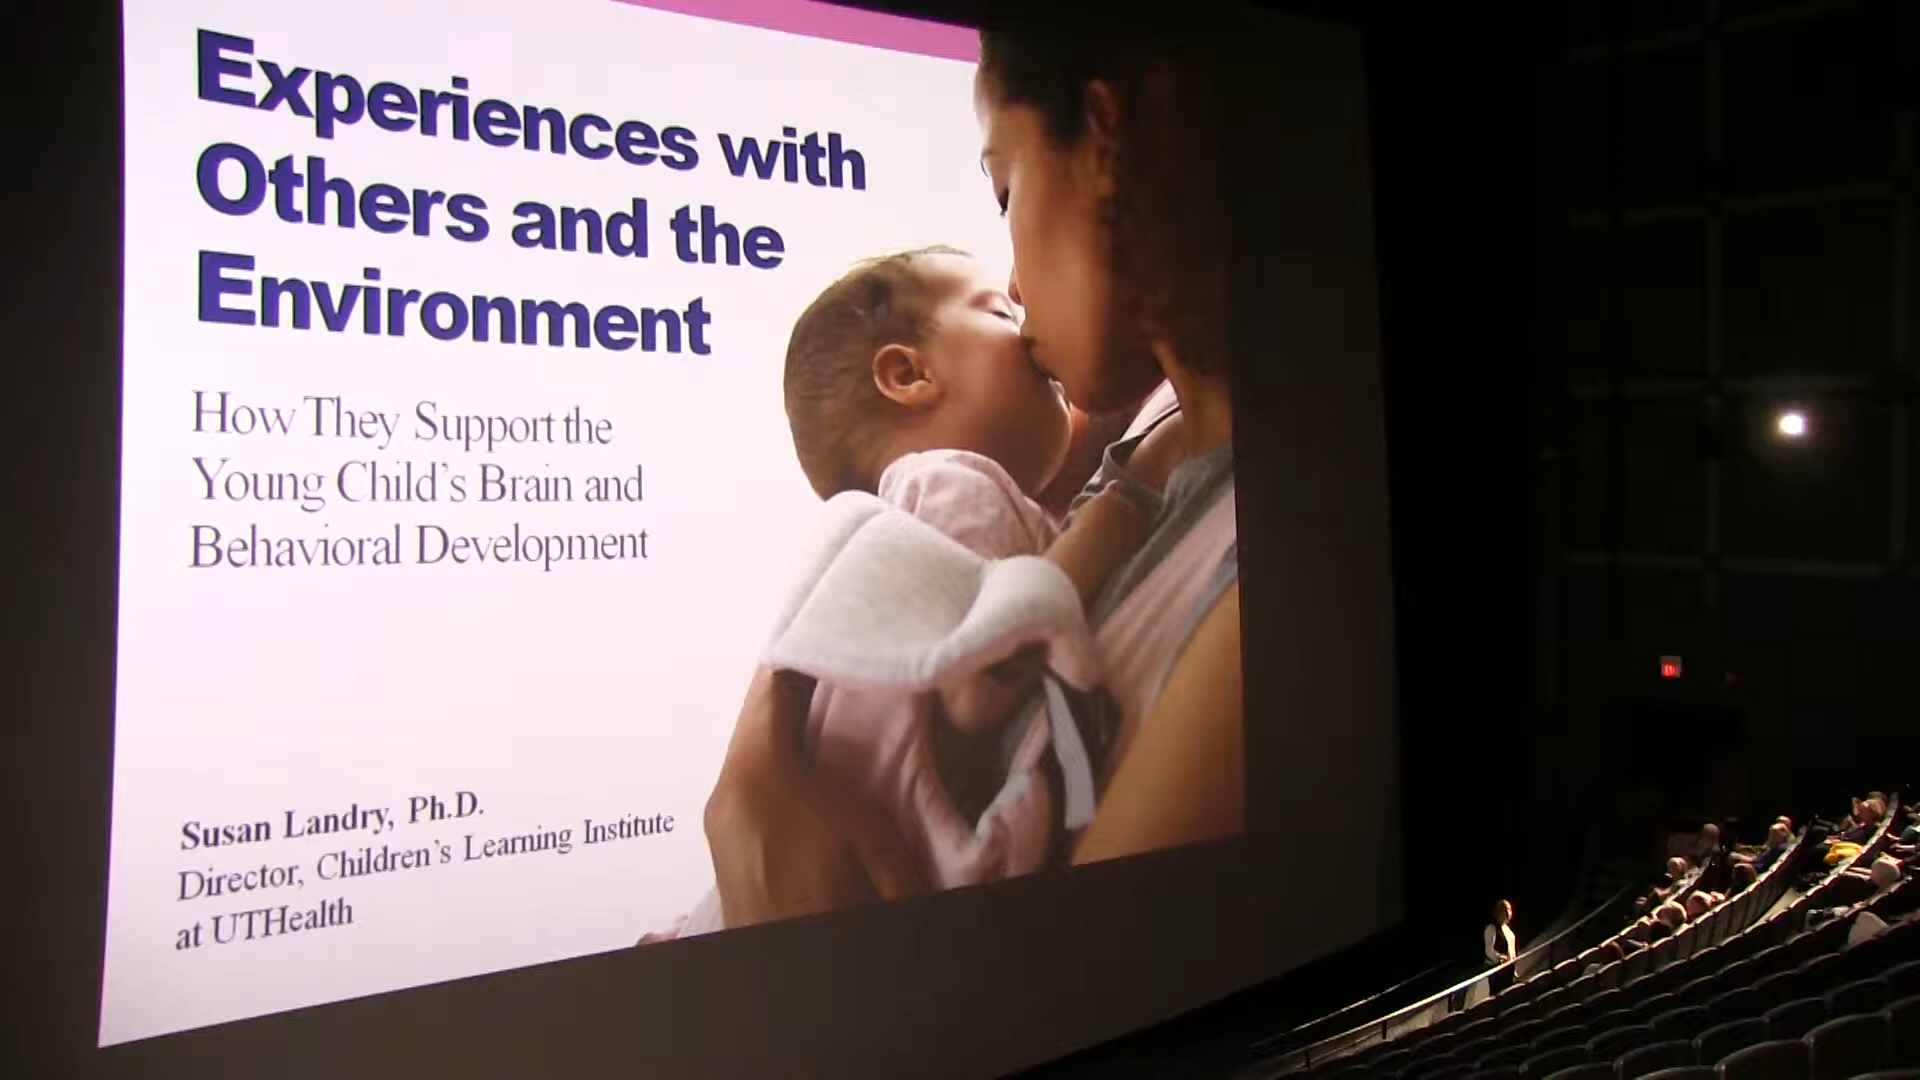 Experiences with
Others and the
Environment
How They Support the
Young Child's Brain and
Behavioral Development
Susan Landry, Ph.D.
Director, Children's Learning Institute
at UTHealth